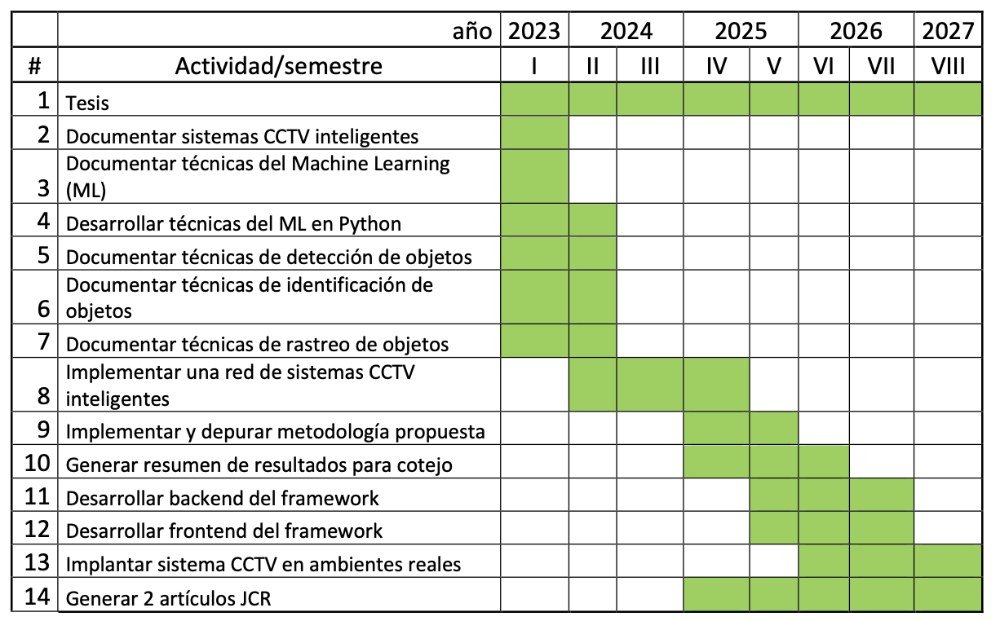 año 2023 2024 2025 2026 2027
# Actividad/semestre I II III IV V VI VII VIII
1 Tesis
2 Documentar sistemas CCTV inteligentes
Documentar técnicas del Machine Learning
3 (ML)
4 Desarrollar técnicas del ML en Python
5 Documentar técnicas de detección de objetos
Documentar técnicas de identificación de
6 objetos
7 Documentar técnicas de rastreo de objetos
Implementar una red de sistemas CCTV
8 inteligentes
9 Implementar y depurar metodología propuesta
10 Generar resumen de resultados para cotejo
11 Desarrollar backend del framework
12 Desarrollar frontend del framework
13 Implantar sistema CCTV en ambientes reales
14 Generar 2 artículos JCR